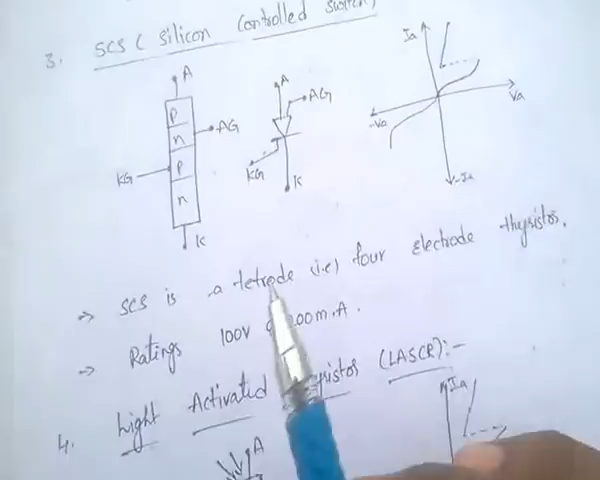 3. SCS ( Silicon Controlled Switch)
A
P
n
P
n
AG
KG
K
A
AG
KG
K
Ia
Va
-Va
-Ia
→ SCS is a tetrode (i.e) four electrode thyristor.
→ Ratings 100V 200m.A.
4. Light Activated (LASCR):-
A
Ia